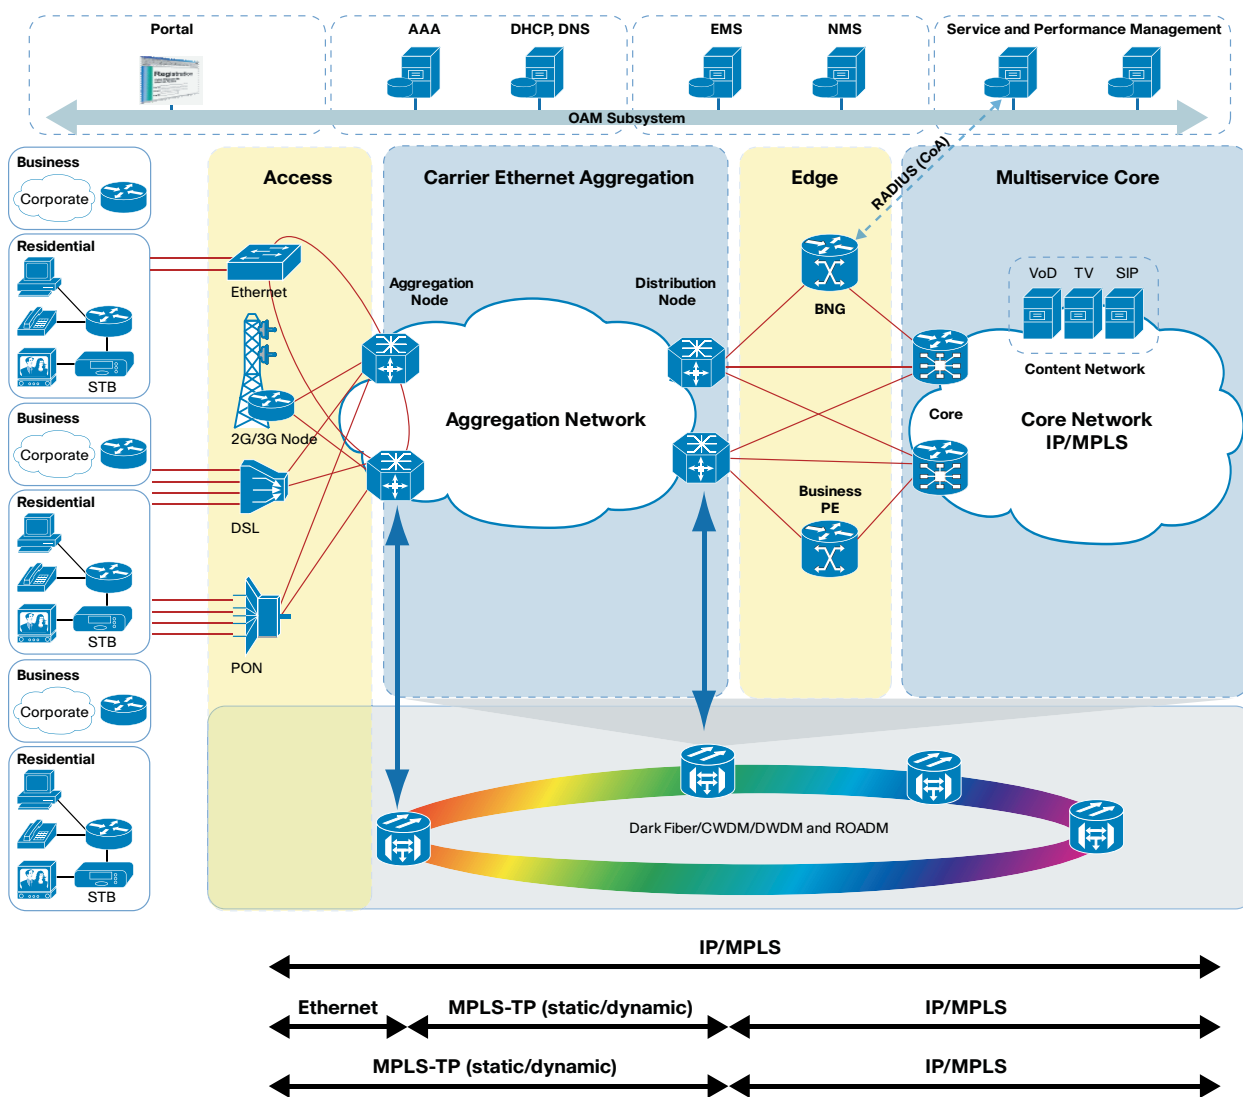 Portal
AAA
DHCP, DNS
EMS
NMS
Service and Performance Management
Registration
OAM Subsystem
RADIUS (CoA)
Business
Corporate
Residential
STB
Business
Corporate
Residential
STB
Business
Corporate
Residential
STB
Access
Carrier Ethernet Aggregation
Edge
Multiservice Core
Ethernet
2G/3G Node
DSL
PON
Aggregation
Node
Distribution
Node
Aggregation Network
BNG
Business
PE
VoD
TV
SIP
Content Network
Core
Core Network
IP/MPLS
Dark Fiber/CWDM/DWDM and ROADM
IP/MPLS
Ethernet
MPLS-TP (static/dynamic)
IP/MPLS
MPLS-TP (static/dynamic)
IP/MPLS